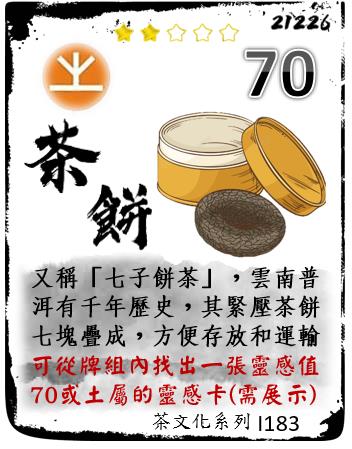 21226
70
茶
餅
又稱「七子餅茶」，雲南普
洱有千年歷史，其緊壓茶餅
七塊疊成，方便存放和運輸
可從牌組內找出一張靈感值
70或土屬的靈感卡(需展示)
茶文化系列 I183